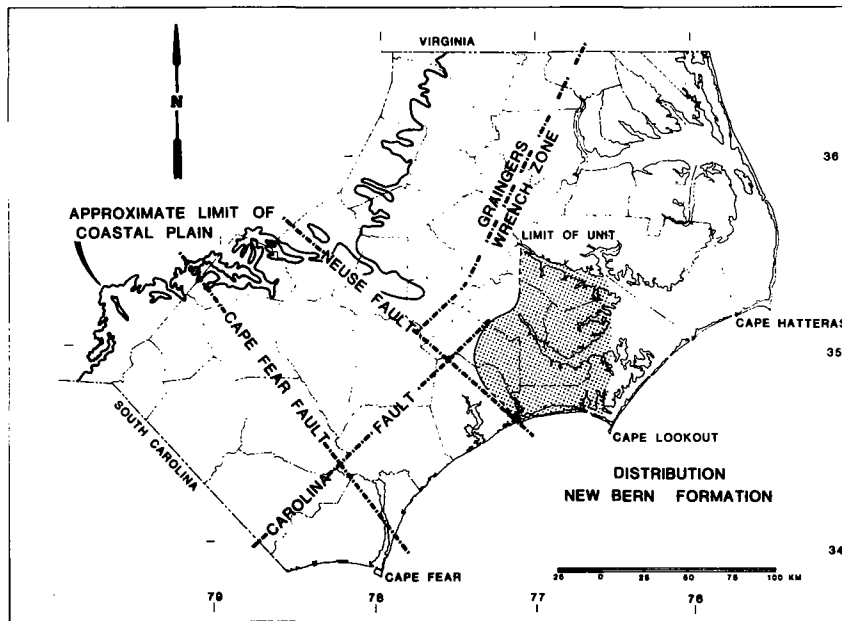 VIRGINIA
N
36
GRAINGERS
WRENCH ZONE
APPROXIMATE LIMIT OF
COASTAL PLAIN
LIMIT OF UNIT
NEUSE FAULT
CAPE HATTERAS
CAPE FEAR FAULT
35
CAROLINA FAULT
SOUTH CAROLINA
CAPE LOOKOUT
DISTRIBUTION
NEW BERN FORMATION
34
CAPE FEAR
25 0 25 50 75 100 KM
79 78 77 76